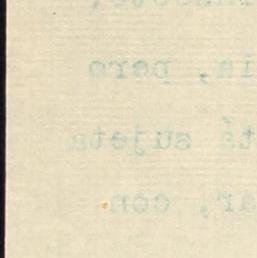 ia, pero
tá sujeta
ar, con